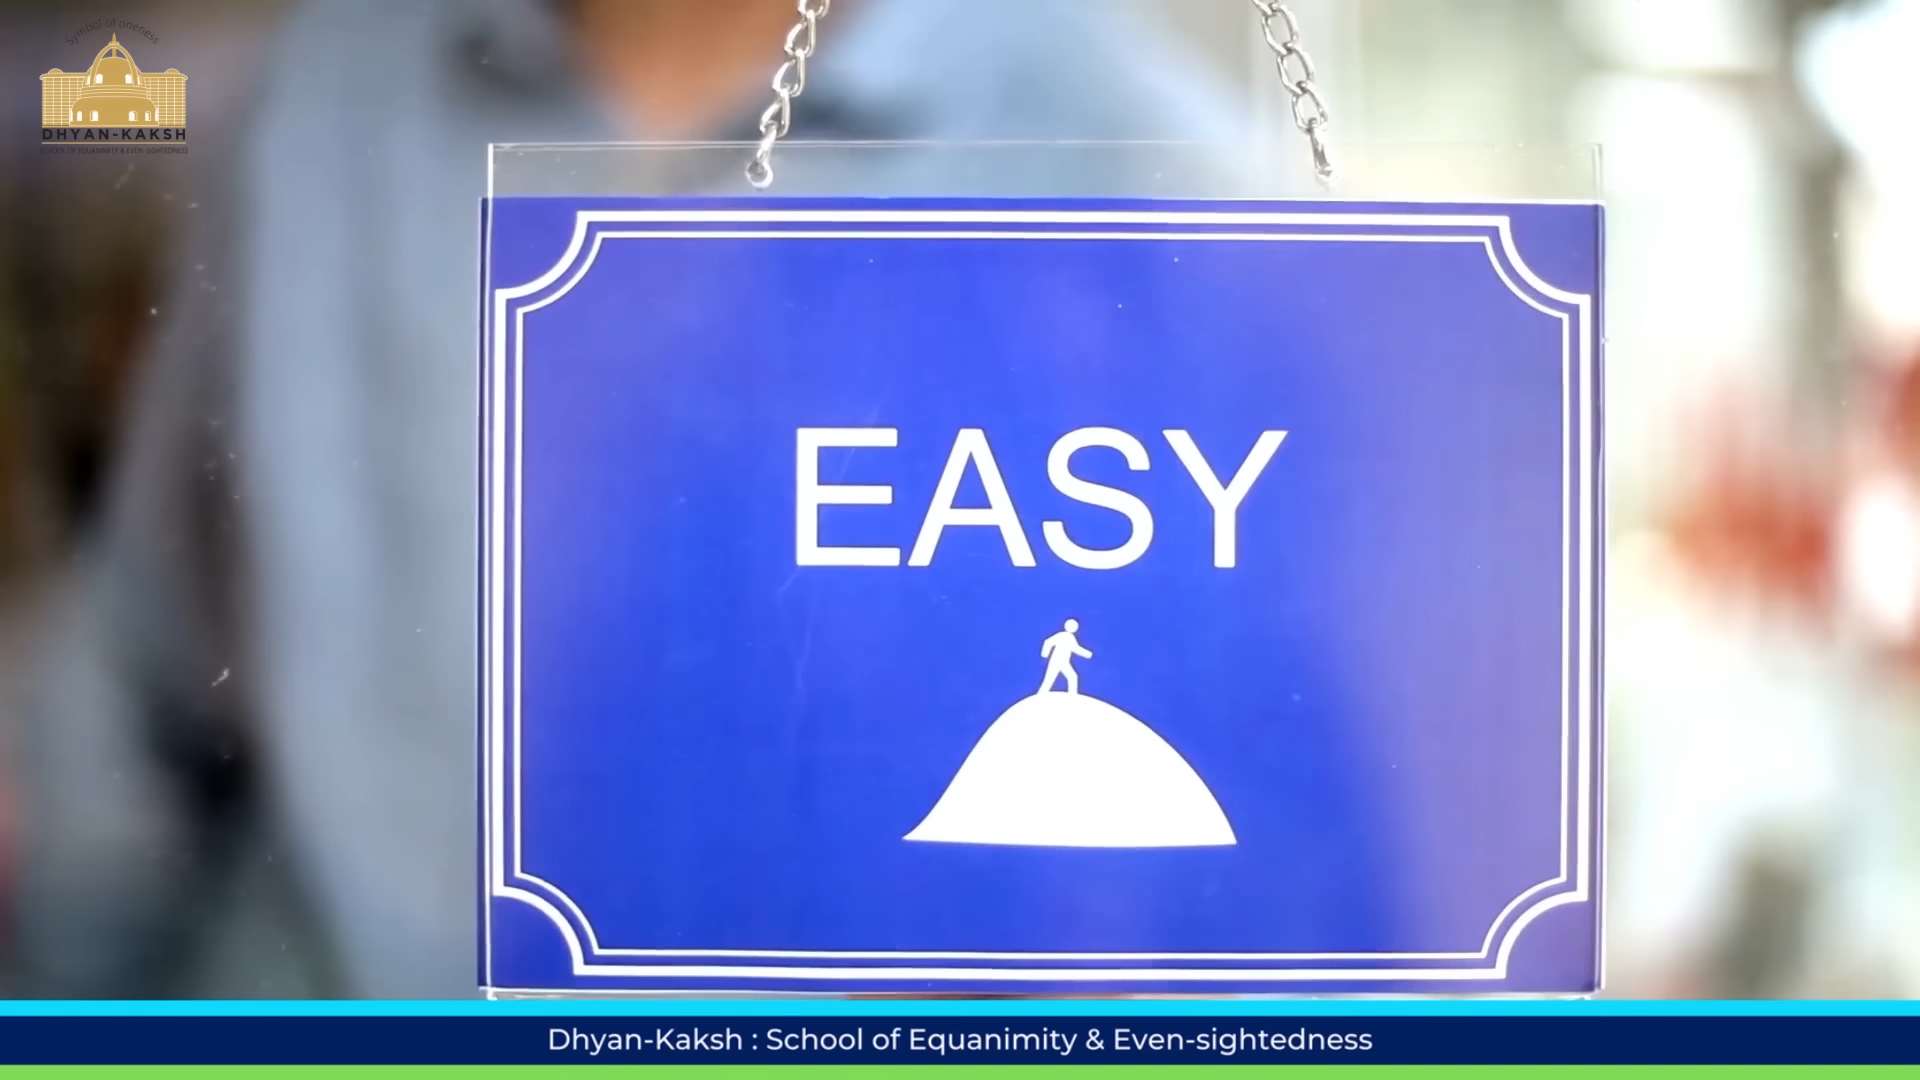 Symbol of oneness
DHYAN-KAKSH
SCHOOL OF EQUANIMITY & EVEN-SIGHTEDNESS
EASY
Dhyan-Kaksh : School of Equanimity & Even-sightedness